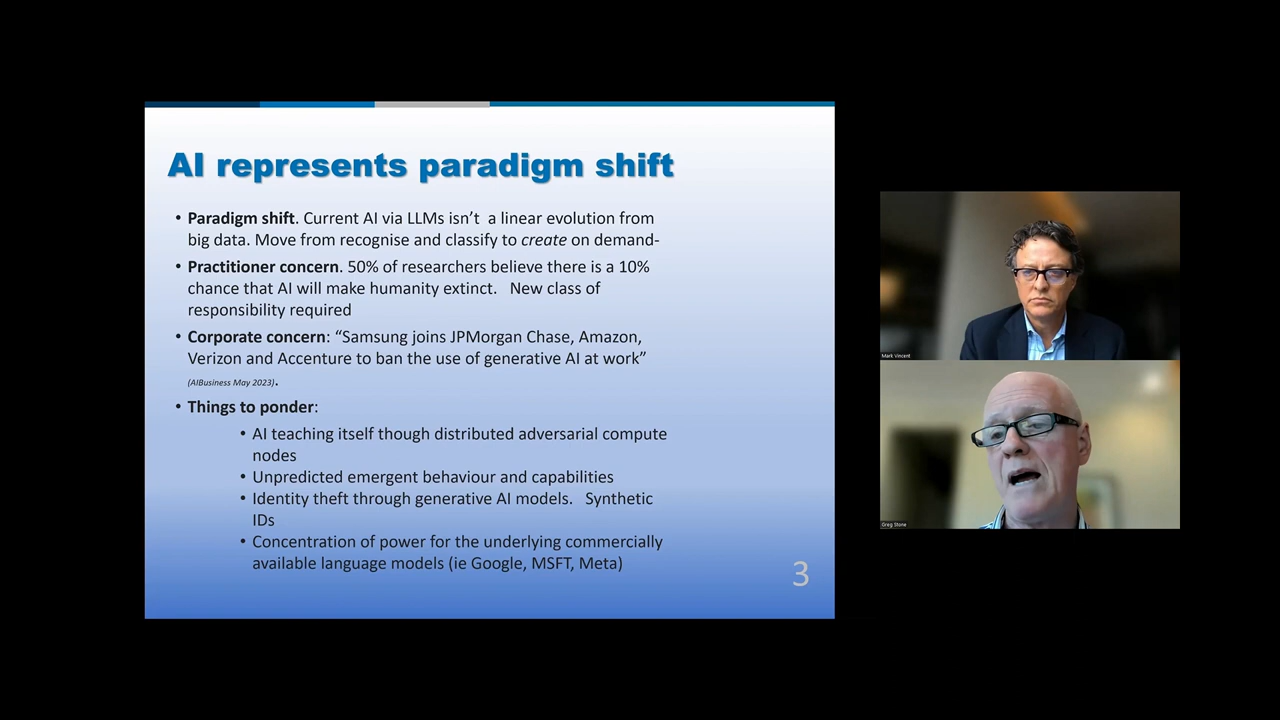 AI represents paradigm shift
• Paradigm shift. Current AI via LLMs isn't  a linear evolution from
big data. Move from recognise and classify to create on demand-
• Practitioner concern. 50% of researchers believe there is a 10%
chance that AI will make humanity extinct.   New class of
responsibility required
• Corporate concern: “Samsung joins JPMorgan Chase, Amazon,
Verizon and Accenture to ban the use of generative AI at work”
(AIBusiness May 2023).
• Things to ponder:
• AI teaching itself though distributed adversarial compute
nodes
• Unpredicted emergent behaviour and capabilities
• Identity theft through generative AI models.   Synthetic
IDs
• Concentration of power for the underlying commercially
available language models (ie Google, MSFT, Meta)
3
Mark Vincent
Greg Stone